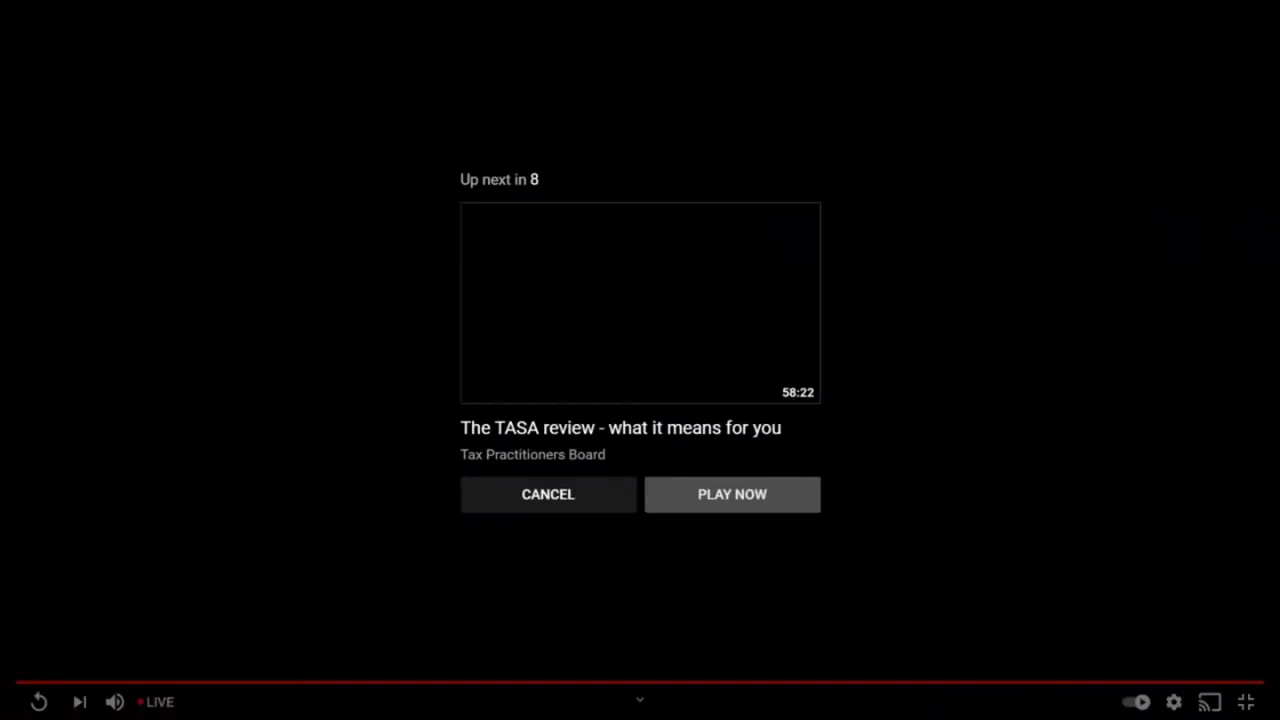 Up next in 8
58:22
The TASA review - what it means for you
Tax Practitioners Board
CANCEL
PLAY NOW
LIVE